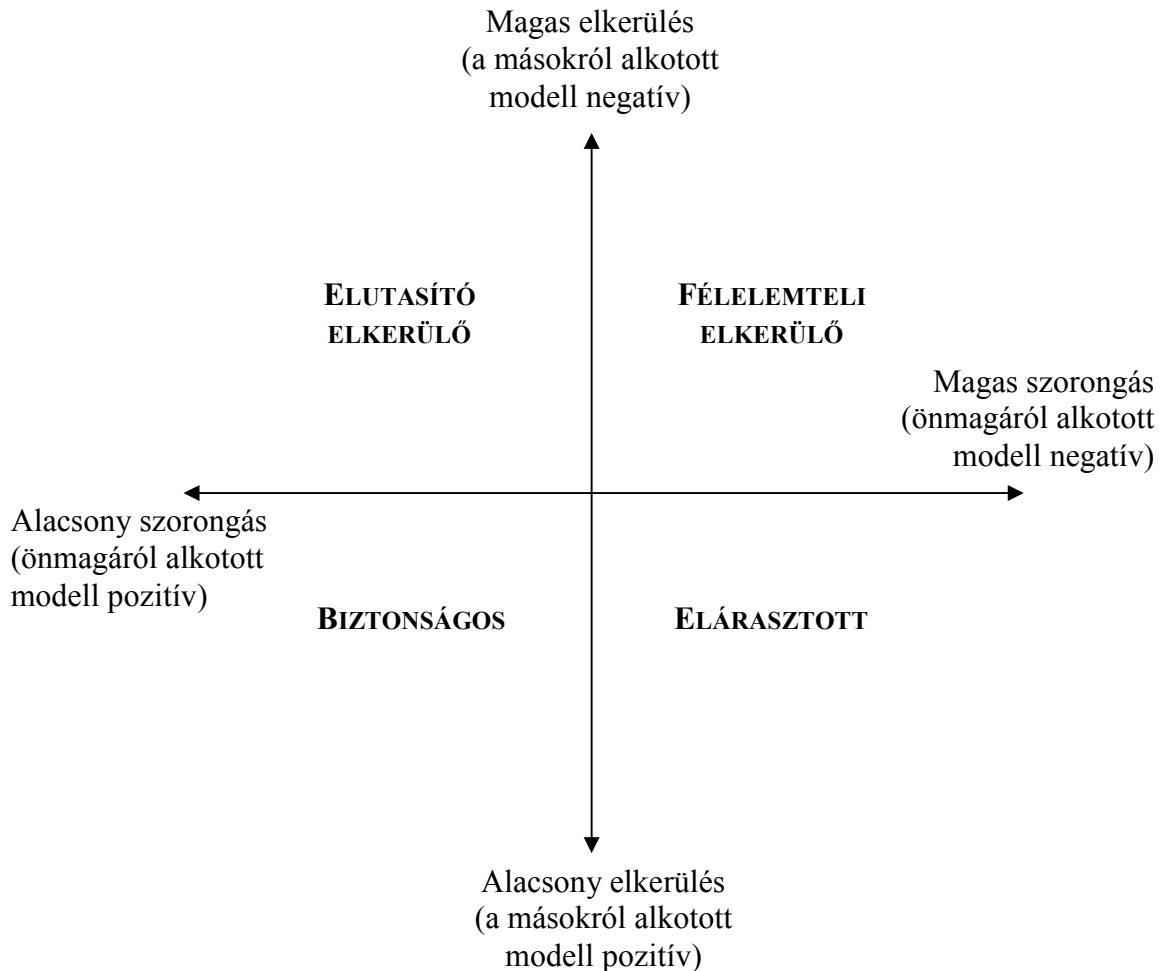 Magas elkerülés
(a másokról alkotott
modell negatív)
ELUTASÍTÓ
ELKERÜLŐ
FÉLELEMTELI
ELKERÜLŐ
Magas szorongás
(önmagáról alkotott
modell negatív)
Alacsony szorongás
(önmagáról alkotott
modell pozitív)
BIZTONSÁGOS
ELÁRASZTOTT
Alacsony elkerülés
(a másokról alkotott
modell pozitív)